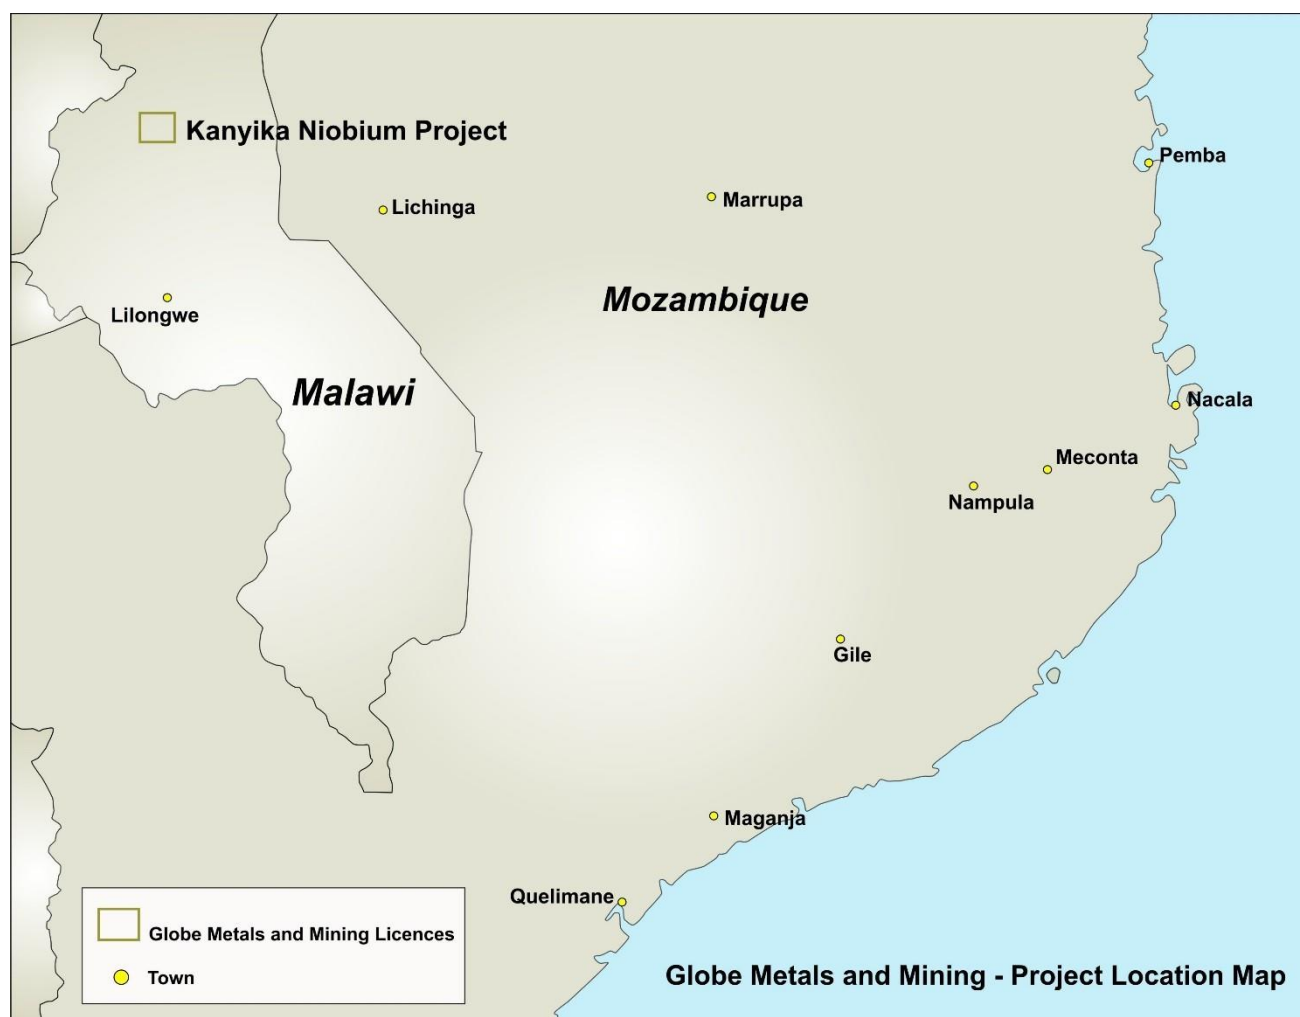 Kanyika Niobium Project
Pemba
Marrupa
Lichinga
Mozambique
Lilongwe
Malawi
Nacala
Meconta
Nampula
Gile
Maganja
Quelimane
Globe Metals and Mining Licences
Town
Globe Metals and Mining - Project Location Map